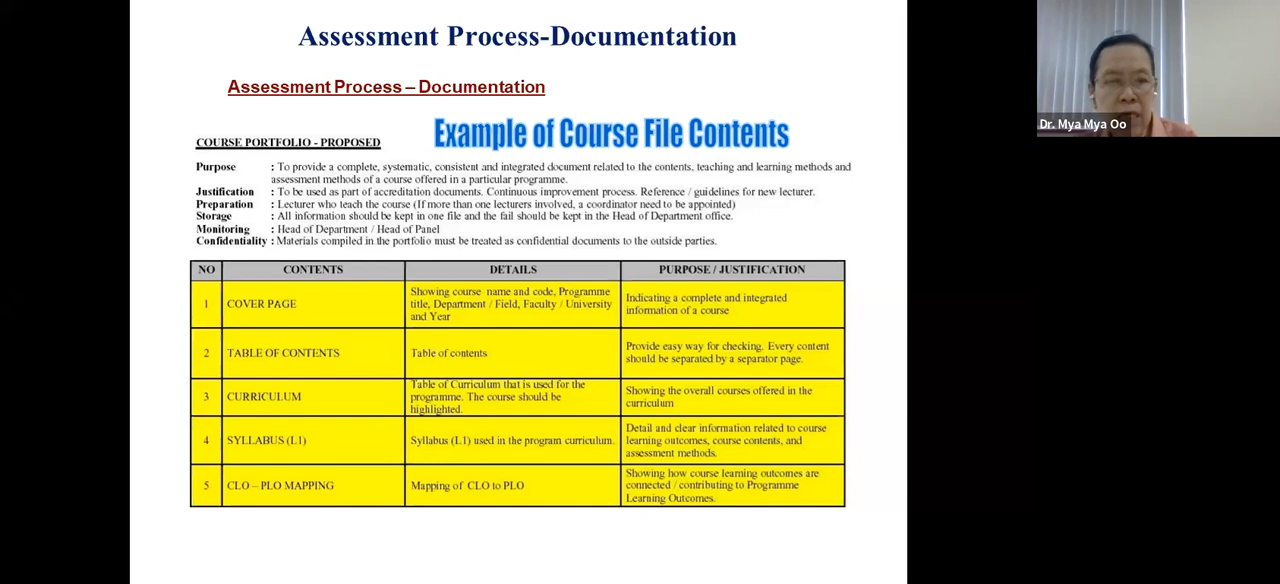 Assessment Process-Documentation
Dr. Mya Mya Oo
Assessment Process – Documentation
Example of Course File Contents
COURSE PORTFOLIO - PROPOSED
Purpose : To provide a complete, systematic, consistent and integrated document related to the contents, teaching and learning methods and
assessment methods of a course offered in a particular programme.
Justification : To be used as part of accreditation documents. Continuous improvement process. Reference / guidelines for new lecturer.
Preparation : Lecturer who teach the course (If more than one lecturers involved, a coordinator need to be appointed)
Storage : All information should be kept in one file and the fail should be kept in the Head of Department office.
Monitoring : Head of Department / Head of Panel
Confidentiality : Materials compiled in the portfolio must be treated as confidential documents to the outside parties.
NO CONTENTS DETAILS PURPOSE / JUSTIFICATION
1 COVER PAGE
Showing course name and code, Programme
title, Department / Field, Faculty / University
and Year
Indicating a complete and integrated
information of a course
2 TABLE OF CONTENTS
Table of contents
Provide easy way for checking. Every content
should be separated by a separator page.
3 CURRICULUM
Table of Curriculum that is used for the
programme. The course should be
highlighted.
Showing the overall courses offered in the
curriculum
4 SYLLABUS (L1)
Syllabus (L1) used in the program curriculum.
Detail and clear information related to course
learning outcomes, course contents, and
assessment methods.
5 CLO – PLO MAPPING
Mapping of CLO to PLO
Showing how course learning outcomes are
connected / contributing to Programme
Learning Outcomes.